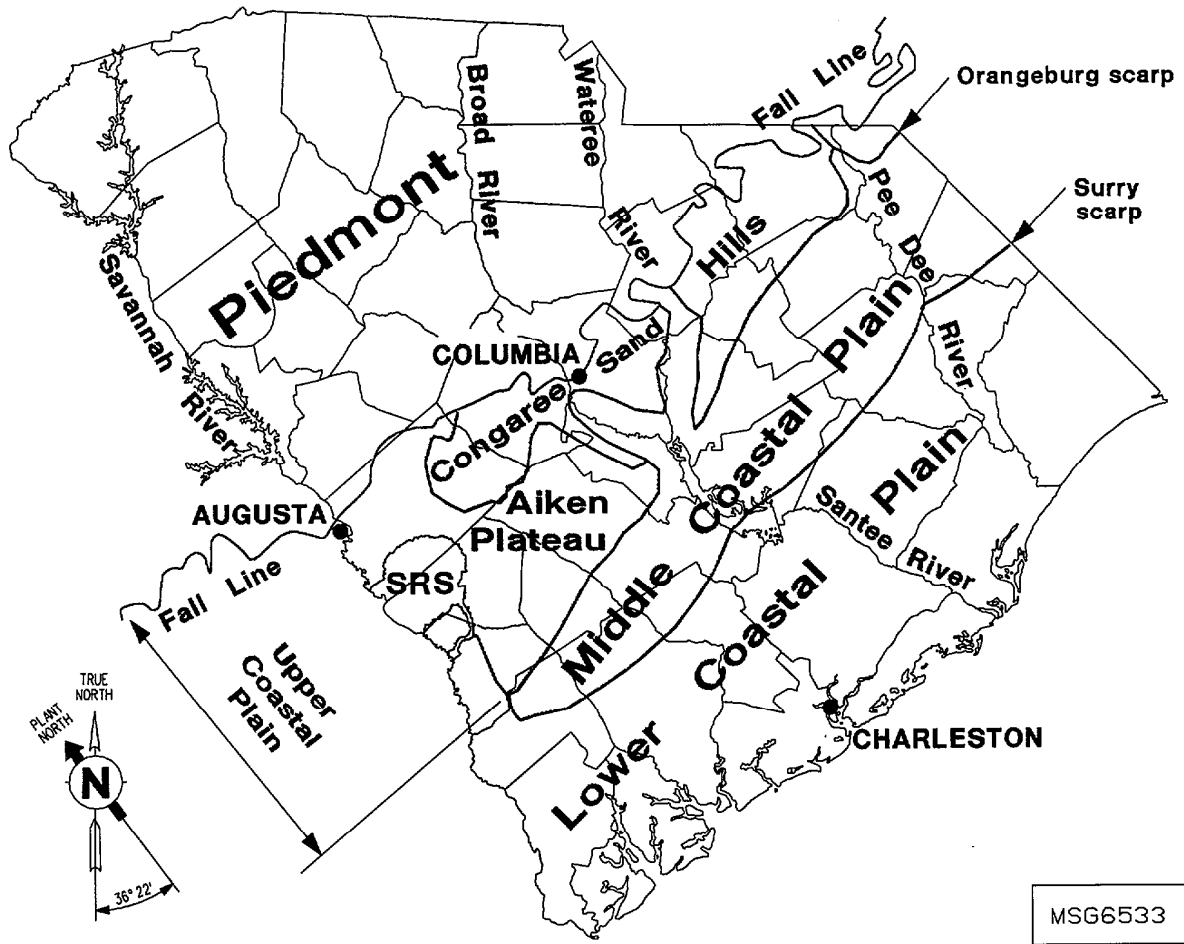 Fall Line
Orangeburg scarp
Broad River
Wateree River
Pee Dee River
Surry
scarp
Piedmont
Savannah River
Sand Hills
COLUMBIA
Congaree
Aiken
Plateau
AUGUSTA
SRS
Fall Line
Middle Coastal Plain
Santee River
Lower Coastal Plain
Upper
Coastal
Plain
CHARLESTON
TRUE
NORTH
PLANT
NORTH
N
36° 22'
MSG6533